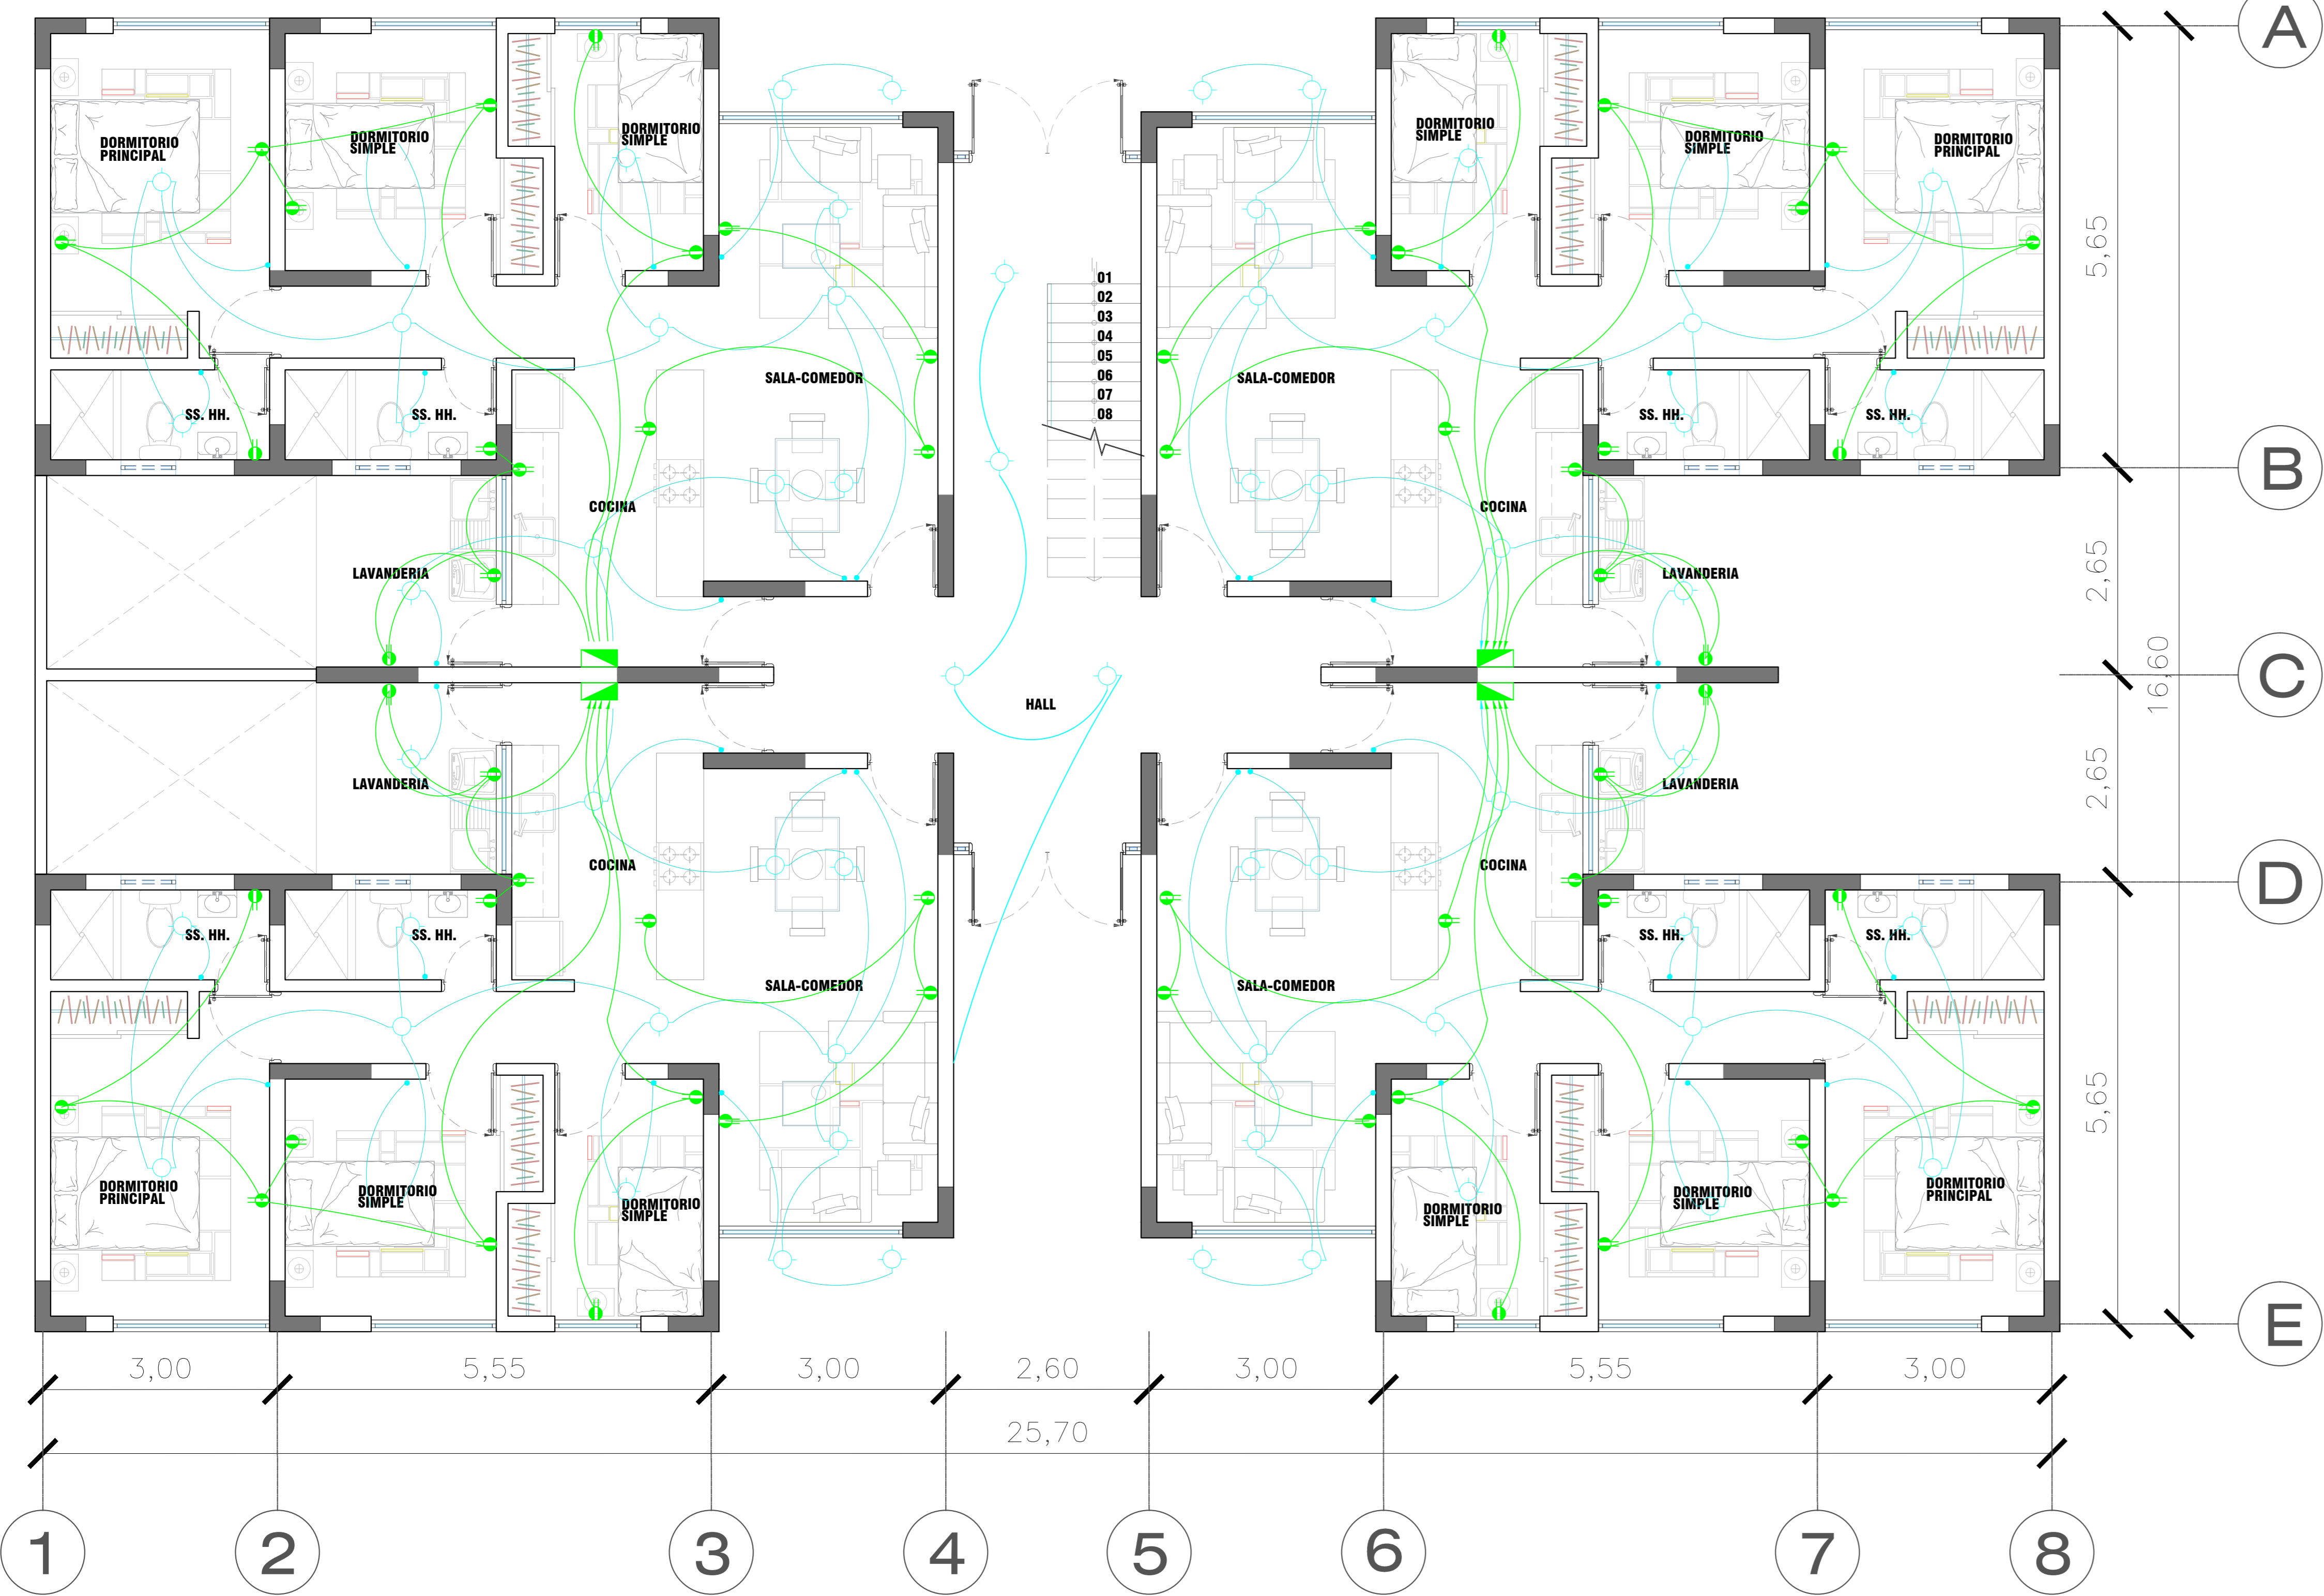 A
DORMITORIO
PRINCIPAL
DORMITORIO
SIMPLE
DORMITORIO
SIMPLE
DORMITORIO
SIMPLE
DORMITORIO
SIMPLE
DORMITORIO
PRINCIPAL
5,65
01
02
03
04
05
06
07
08
SALA-COMEDOR
SALA-COMEDOR
SS. HH.
SS. HH.
SS. HH.
SS. HH.
B
COCINA
COCINA
LAVANDERIA
LAVANDERIA
2,65
16,60
C
HALL
LAVANDERIA
LAVANDERIA
2,65
COCINA
COCINA
D
SS. HH.
SS. HH.
SS. HH.
SS. HH.
SALA-COMEDOR
SALA-COMEDOR
5,65
DORMITORIO
PRINCIPAL
DORMITORIO
SIMPLE
DORMITORIO
SIMPLE
DORMITORIO
SIMPLE
DORMITORIO
SIMPLE
DORMITORIO
PRINCIPAL
E
3,00
5,55
3,00
2,60
3,00
5,55
3,00
25,70
1
2
3
4
5
6
7
8